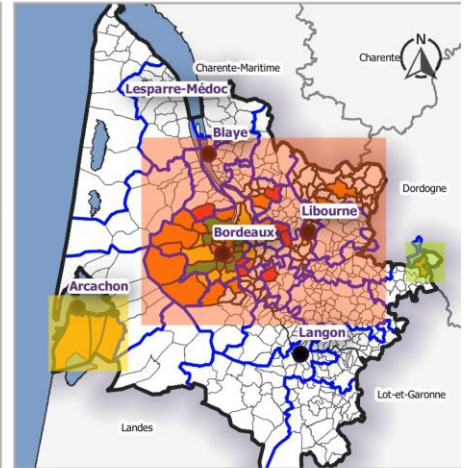 N
Charente
Charente-Maritime
Lesparre-Médoc
Blaye
Dordogne
Libourne
Bordeaux
Arcachon
Langon
Lot-et-Garonne
Landes